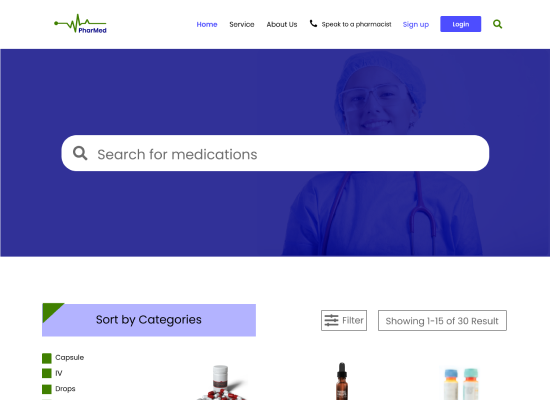 PharMed
Home Service About Us Speak to a pharmacist Sign up Login
Search for medications
Sort by Categories
Filter
Showing 1-15 of 30 Result
Capsule
IV
Drops